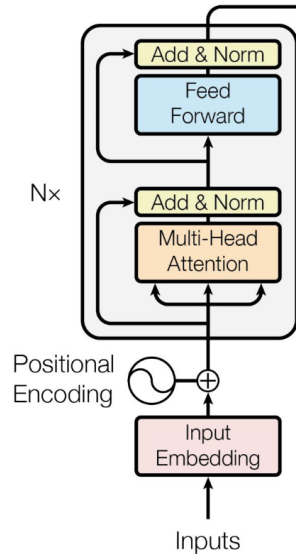 Add & Norm
Feed
Forward
N×
Add & Norm
Multi-Head
Attention
Positional
Encoding
Input
Embedding
Inputs